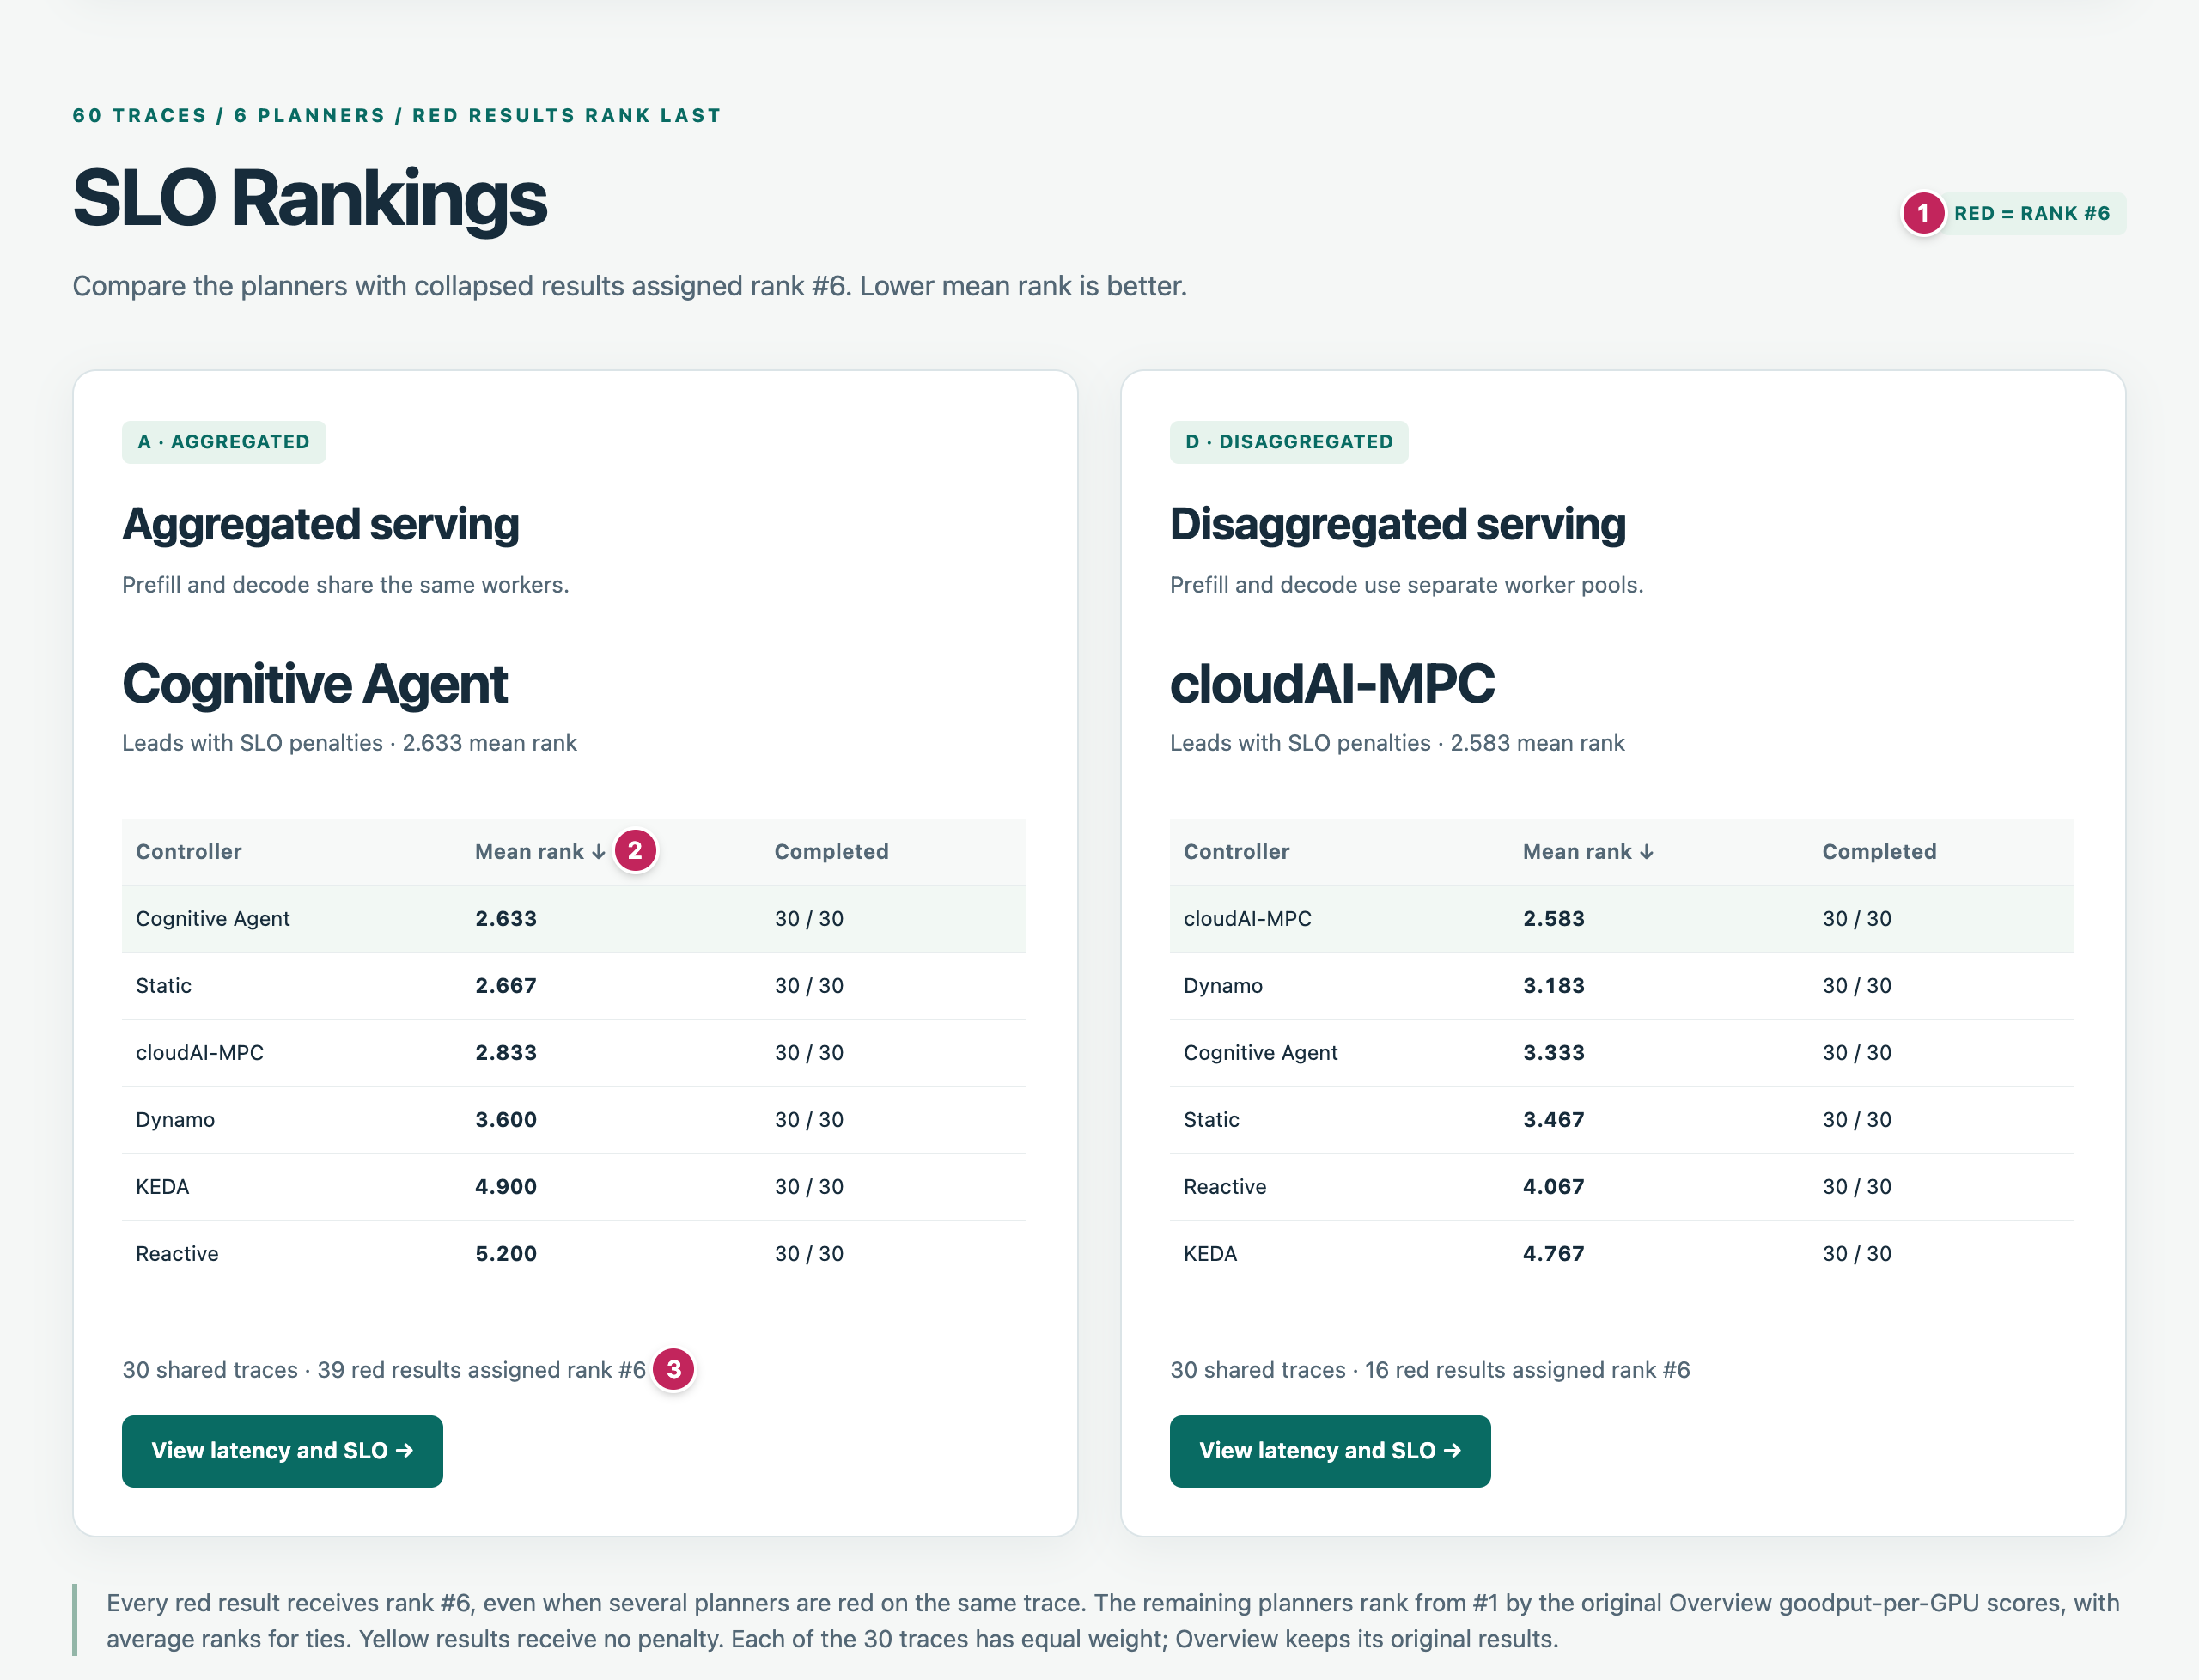 60 TRACES / 6 PLANNERS / RED RESULTS RANK LAST
SLO Rankings
1 RED = RANK #6
Compare the planners with collapsed results assigned rank #6. Lower mean rank is better.
A · AGGREGATED
Aggregated serving
Prefill and decode share the same workers.
Cognitive Agent
Leads with SLO penalties · 2.633 mean rank
Controller Mean rank ↓ 2 Completed
Cognitive Agent 2.633 30 / 30
Static 2.667 30 / 30
cloudAI-MPC 2.833 30 / 30
Dynamo 3.600 30 / 30
KEDA 4.900 30 / 30
Reactive 5.200 30 / 30
30 shared traces · 39 red results assigned rank #6 3
View latency and SLO →
D · DISAGGREGATED
Disaggregated serving
Prefill and decode use separate worker pools.
cloudAI-MPC
Leads with SLO penalties · 2.583 mean rank
Controller Mean rank ↓ Completed
cloudAI-MPC 2.583 30 / 30
Dynamo 3.183 30 / 30
Cognitive Agent 3.333 30 / 30
Static 3.467 30 / 30
Reactive 4.067 30 / 30
KEDA 4.767 30 / 30
30 shared traces · 16 red results assigned rank #6
View latency and SLO →
Every red result receives rank #6, even when several planners are red on the same trace. The remaining planners rank from #1 by the original Overview goodput-per-GPU scores, with
average ranks for ties. Yellow results receive no penalty. Each of the 30 traces has equal weight; Overview keeps its original results.